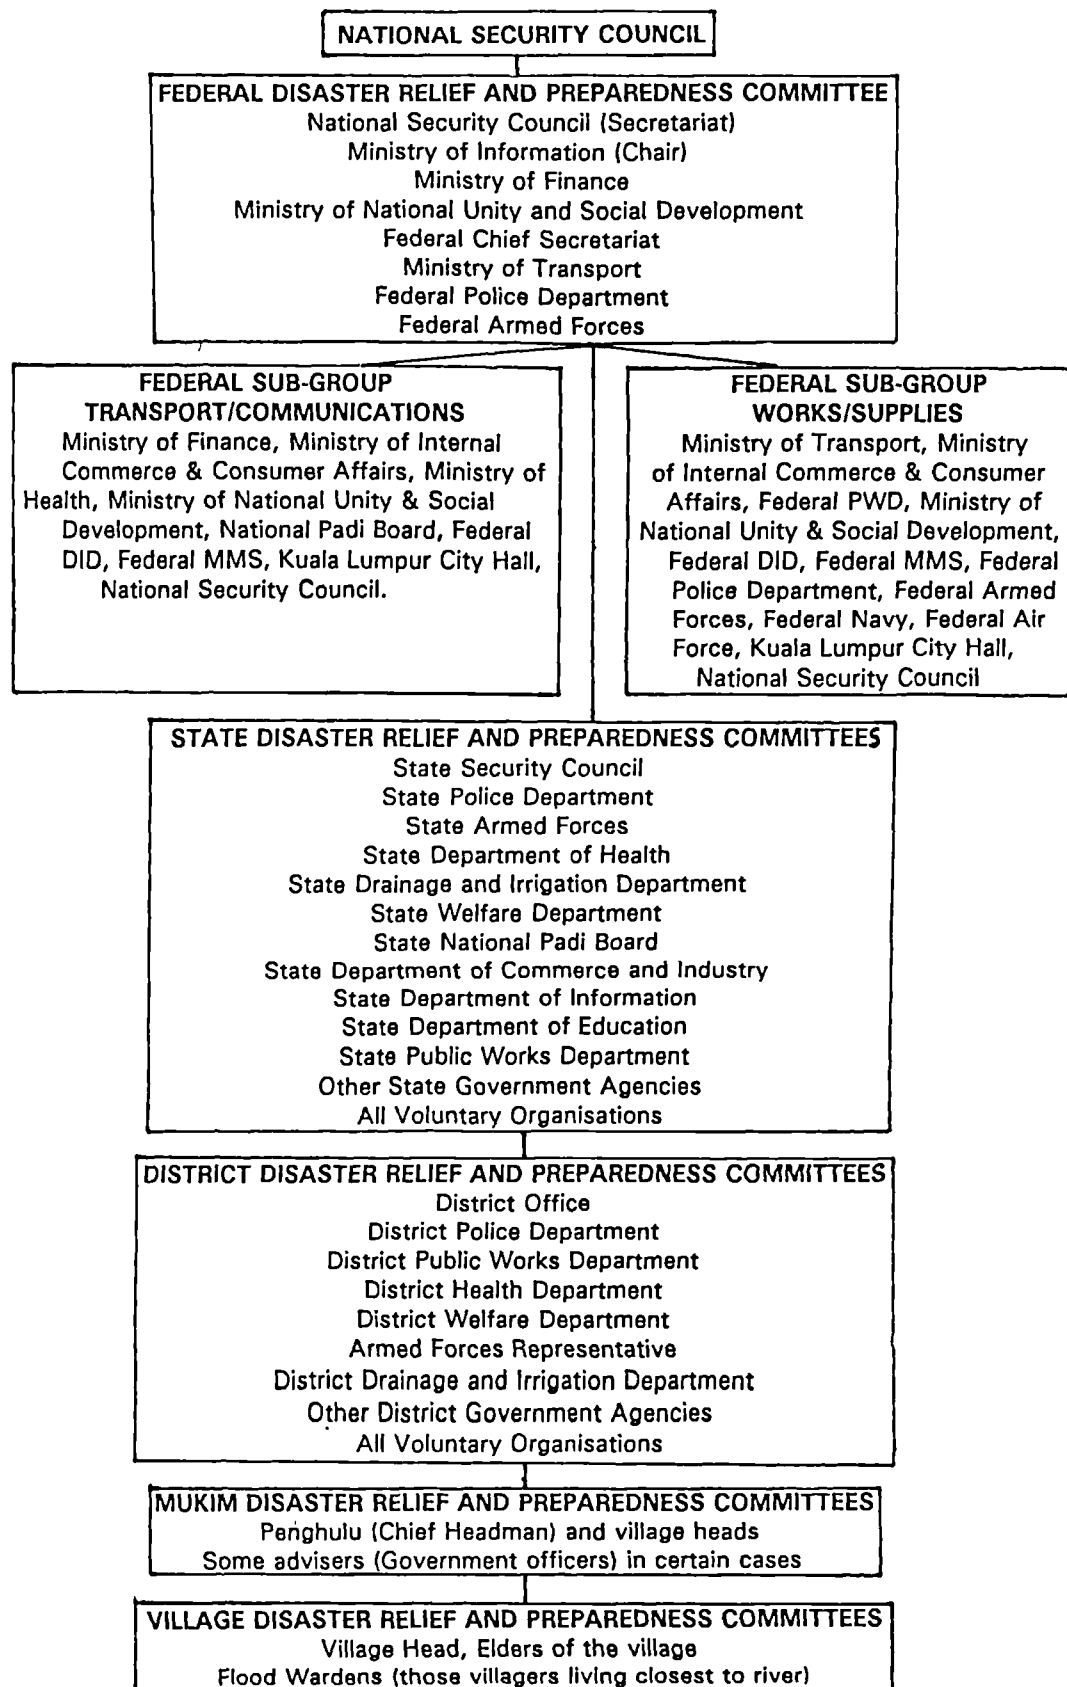 NATIONAL SECURITY COUNCIL
FEDERAL DISASTER RELIEF AND PREPAREDNESS COMMITTEE
National Security Council (Secretariat)
Ministry of Information (Chair)
Ministry of Finance
Ministry of National Unity and Social Development
Federal Chief Secretariat
Ministry of Transport
Federal Police Department
Federal Armed Forces
FEDERAL SUB-GROUP
TRANSPORT/COMMUNICATIONS
Ministry of Finance, Ministry of Internal
Commerce & Consumer Affairs, Ministry of
Health, Ministry of National Unity & Social
Development, National Padi Board, Federal
DID, Federal MMS, Kuala Lumpur City Hall,
National Security Council.
FEDERAL SUB-GROUP
WORKS/SUPPLIES
Ministry of Transport, Ministry
of Internal Commerce & Consumer
Affairs, Federal PWD, Ministry of
National Unity & Social Development,
Federal DID, Federal MMS, Federal
Police Department, Federal Armed
Forces, Federal Navy, Federal Air
Force, Kuala Lumpur City Hall,
National Security Council
STATE DISASTER RELIEF AND PREPAREDNESS COMMITTEES
State Security Council
State Police Department
State Armed Forces
State Department of Health
State Drainage and Irrigation Department
State Welfare Department
State National Padi Board
State Department of Commerce and Industry
State Department of Information
State Department of Education
State Public Works Department
Other State Government Agencies
All Voluntary Organisations
DISTRICT DISASTER RELIEF AND PREPAREDNESS COMMITTEES
District Office
District Police Department
District Public Works Department
District Health Department
District Welfare Department
Armed Forces Representative
District Drainage and Irrigation Department
Other District Government Agencies
All Voluntary Organisations
MUKIM DISASTER RELIEF AND PREPAREDNESS COMMITTEES
Penghulu (Chief Headman) and village heads
Some advisers (Government officers) in certain cases
VILLAGE DISASTER RELIEF AND PREPAREDNESS COMMITTEES
Village Head, Elders of the village
Flood Wardens (those villagers living closest to river)